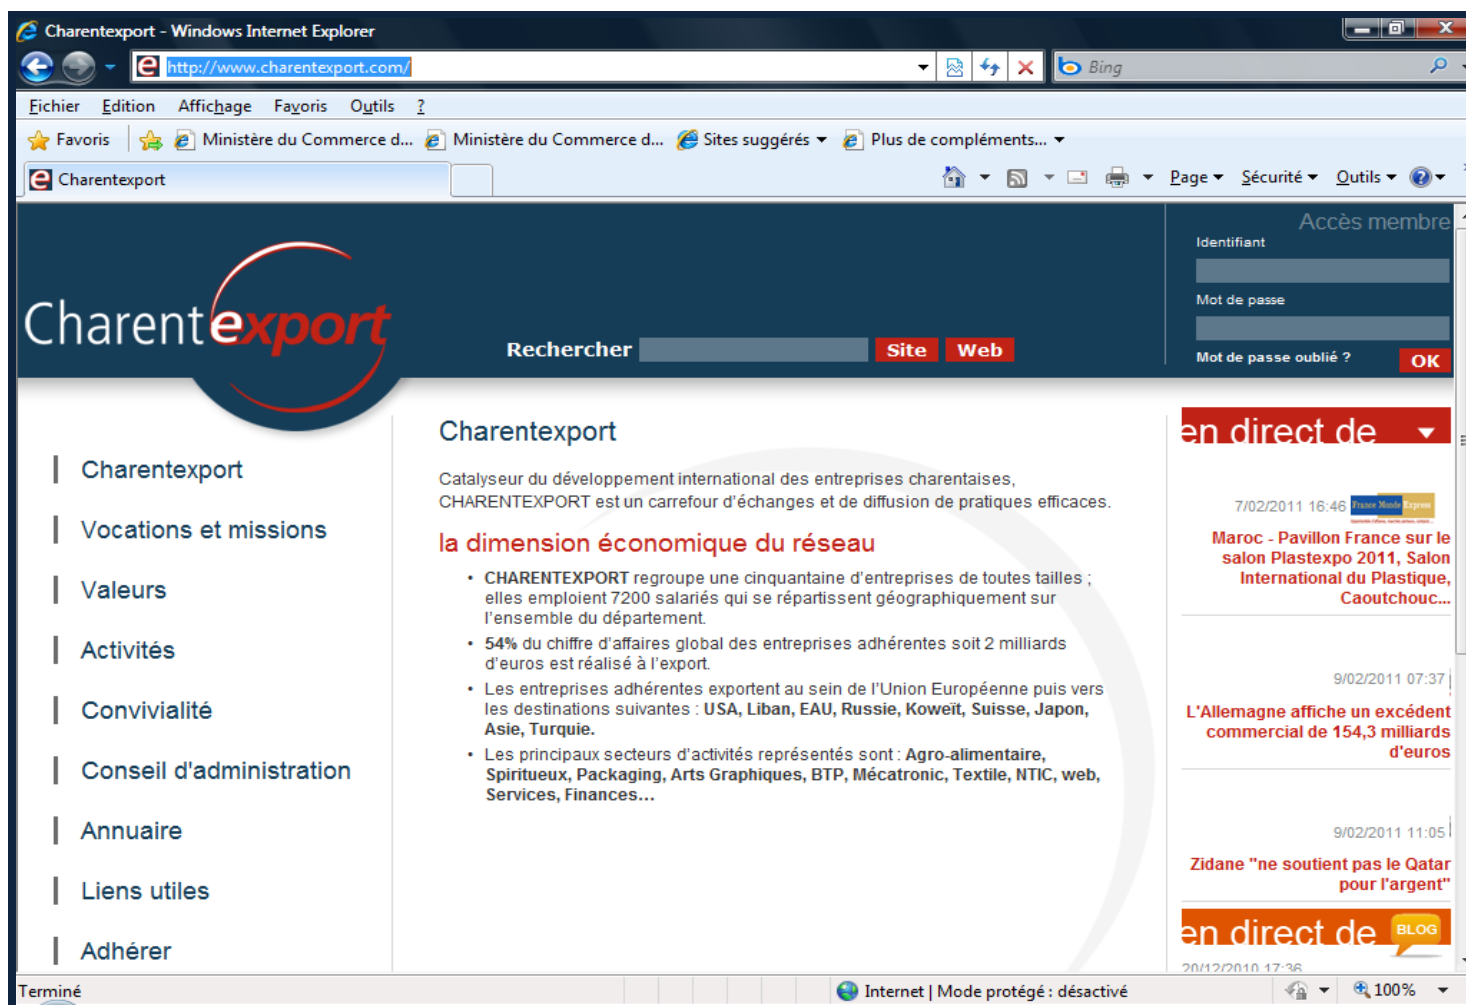 Charentexport - Windows Internet Explorer
http://www.charentexport.com/
Bing
Fichier Edition Affichage Favoris Outils ?
Favoris Ministère du Commerce d... Ministère du Commerce d... Sites suggérés Plus de compléments...
Charentexport
Page Sécurité Outils
Accès membre
Identifiant
Mot de passe
Mot de passe oublié ? OK
Charentexport
Rechercher Site Web
Charentexport
Vocations et missions
Valeurs
Activités
Convivialité
Conseil d'administration
Annuaire
Liens utiles
Adhérer
Charentexport
Catalyseur du développement international des entreprises charentaises,
CHARENTEXPORT est un carrefour d'échanges et de diffusion de pratiques efficaces.
la dimension économique du réseau
• CHARENTEXPORT regroupe une cinquantaine d'entreprises de toutes tailles ;
elles emploient 7200 salariés qui se répartissent géographiquement sur
l'ensemble du département.
• 54% du chiffre d'affaires global des entreprises adhérentes soit 2 milliards
d'euros est réalisé à l'export.
• Les entreprises adhérentes exportent au sein de l'Union Européenne puis vers
les destinations suivantes : USA, Liban, EAU, Russie, Koweït, Suisse, Japon,
Asie, Turquie.
• Les principaux secteurs d'activités représentés sont : Agro-alimentaire,
Spiritueux, Packaging, Arts Graphiques, BTP, Mécatronic, Textile, NTIC, web,
Services, Finances...
en direct de
7/02/2011 16:46 France Monde Express
Maroc - Pavillon France sur le
salon Plastexpo 2011, Salon
International du Plastique,
Caoutchouc...
9/02/2011 07:37
L'Allemagne affiche un excédent
commercial de 154,3 milliards
d'euros
9/02/2011 11:05
Zidane "ne soutient pas le Qatar
pour l'argent"
en direct de BLOG
20/12/2010 17:36
Terminé
Internet | Mode protégé : désactivé
100%